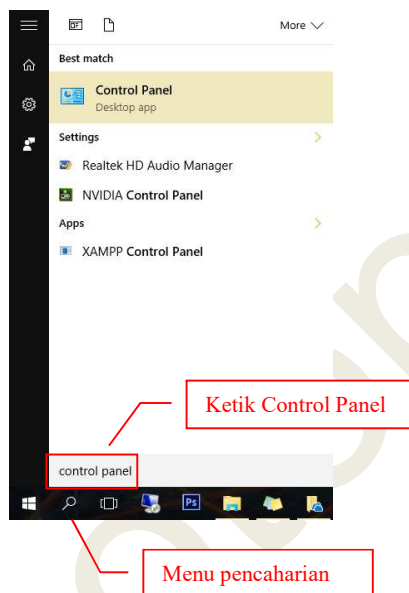 More
Best match
Control Panel
Desktop app
Settings
Realtek HD Audio Manager
NVIDIA Control Panel
Apps
XAMPP Control Panel
Ketik Control Panel
control panel
Ps
Menu pencaharian